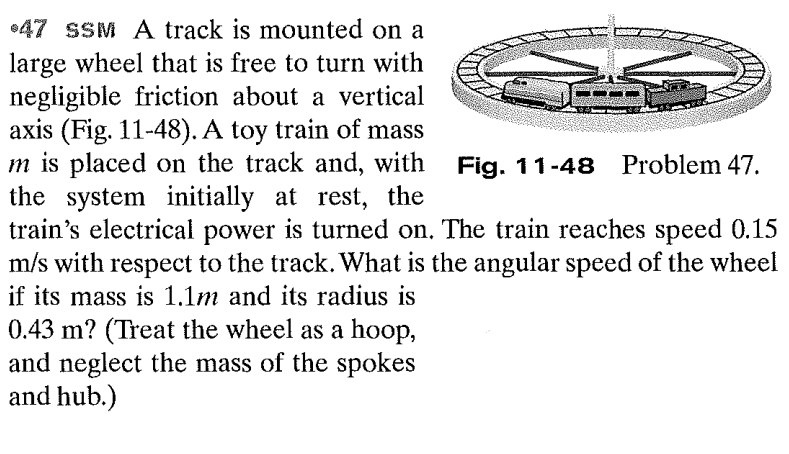 •47 SSM A track is mounted on a
large wheel that is free to turn with
negligible friction about a vertical
axis (Fig. 11-48). A toy train of mass
m is placed on the track and, with
the system initially at rest, the
train's electrical power is turned on. The train reaches speed 0.15
m/s with respect to the track. What is the angular speed of the wheel
if its mass is 1.1m and its radius is
0.43 m? (Treat the wheel as a hoop,
and neglect the mass of the spokes
and hub.)
Fig. 11-48 Problem 47.